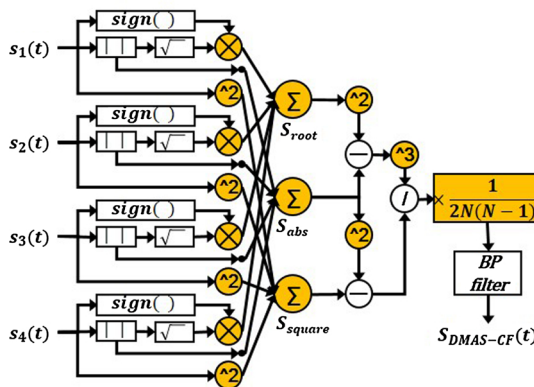 sign( )
s₁(t) | | √ × 
^2
sign( )
s₂(t) | | √ ×
^2
sign( )
s₃(t) | | √ ×
^2
sign( )
s₄(t) | | √ ×
^2
Σ
S_root
Σ
S_abs
Σ
S_square
^2
−
^2
−
^3
/
× 1
2N(N − 1)
BP
filter
S_DMAS−CF(t)